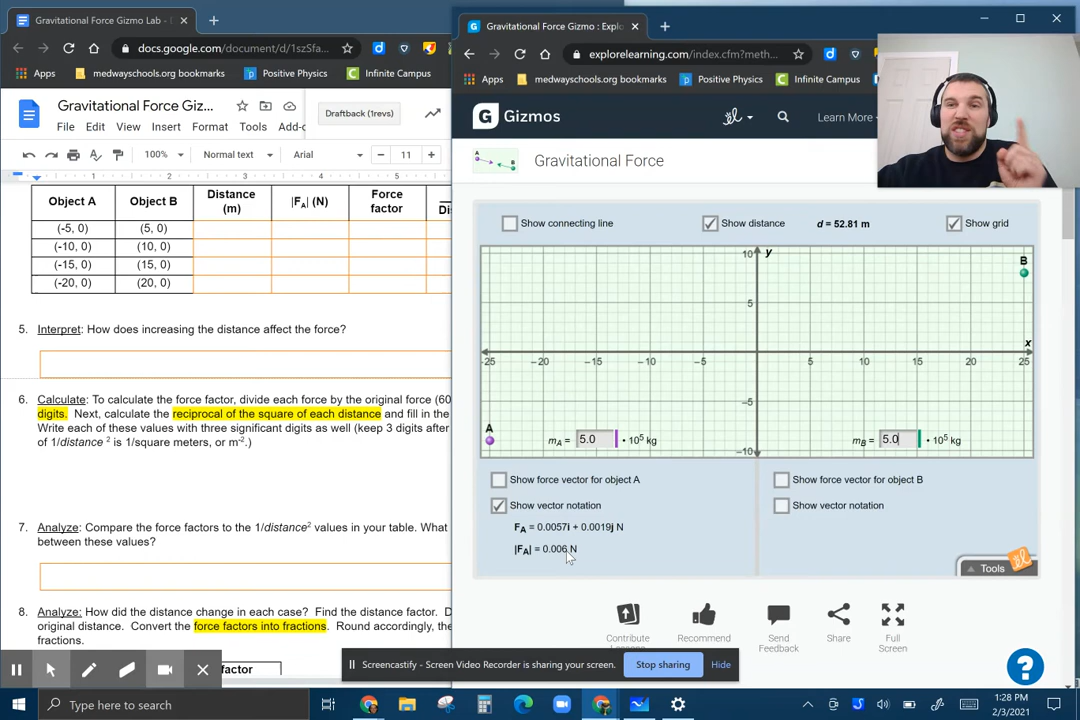 Gravitational Force Gizmo Lab - E
docs.google.com/document/d/1szSfa...
Apps medwayschools.org bookmarks Positive Physics Infinite Campus
Gravitational Force Giz...
File Edit View Insert Format Tools Add-o
Draftback (1revs)
100% Normal text Arial 11
1 2 3 4 5
Object A Object B Distance (m) |FA| (N) Force factor Di
(-5, 0) (5, 0)
(-10, 0) (10, 0)
(-15, 0) (15, 0)
(-20, 0) (20, 0)
5. Interpret: How does increasing the distance affect the force?
6. Calculate: To calculate the force factor, divide each force by the original force (60
digits. Next, calculate the reciprocal of the square of each distance and fill in the
Write each of these values with three significant digits as well (keep 3 digits after
of 1/distance 2 is 1/square meters, or m-2.)
7. Analyze: Compare the force factors to the 1/distance2 values in your table. What
between these values?
8. Analyze: How did the distance change in each case? Find the distance factor. D
original distance. Convert the force factors into fractions. Round accordingly, the
fractions.
factor
Gravitational Force Gizmo : Explo
explorelearning.com/index.cfm?meth...
Apps medwayschools.org bookmarks Positive Physics Infinite Campus
G Gizmos
el
Learn More
Gravitational Force
A
B
Show connecting line
Show distance
d = 52.81 m
Show grid
10 y
B
5
x
-25 -20 -15 -10 -5 5 10 15 20 25
-5
A
mA = 5.0 • 105 kg
mB = 5.0 • 105 kg
-10
Show force vector for object A
Show force vector for object B
Show vector notation
Show vector notation
FA = 0.0057i + 0.0019j N
|FA| = 0.006 N
Tools
el
Contribute
Recommend
Send
Feedback
Share
Full
Screen
?
Screencastify - Screen Video Recorder is sharing your screen.
Stop sharing
Hide
Type here to search
1:28 PM
2/3/2021